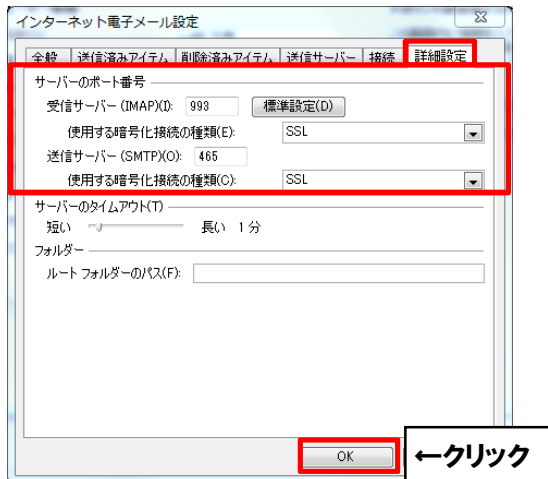 インターネット電子メール設定
全般 送信済みアイテム 削除済みアイテム 送信サーバー 接続 詳細設定
サーバーのポート番号
受信サーバー (IMAP)(I): 993 標準設定(D)
使用する暗号化接続の種類(E): SSL
送信サーバー (SMTP)(O): 465
使用する暗号化接続の種類(C): SSL
サーバーのタイムアウト(T)
短い 長い 1 分
フォルダー
ルート フォルダーのパス(F):
OK ←クリック